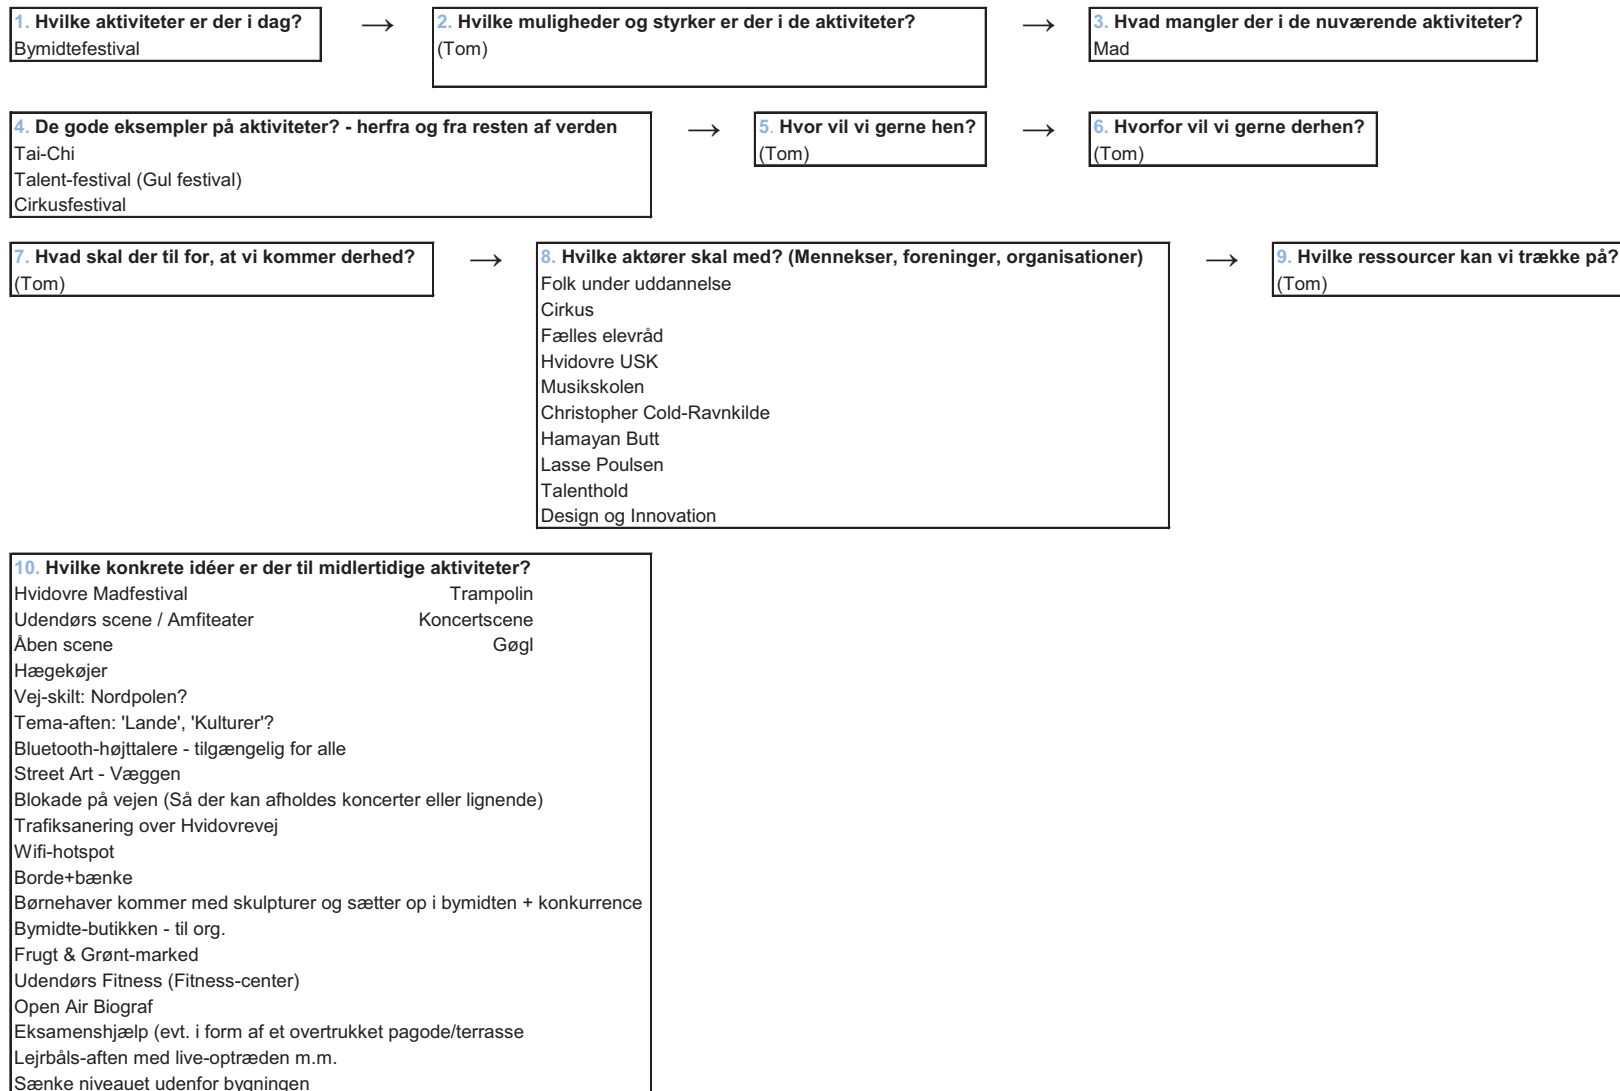 1. Hvilke aktiviteter er der i dag?
Bymidtefestival
→
2. Hvilke muligheder og styrker er der i de aktiviteter?
(Tom)
→
3. Hvad mangler der i de nuværende aktiviteter?
Mad
4. De gode eksempler på aktiviteter? - herfra og fra resten af verden
Tai-Chi
Talent-festival (Gul festival)
Cirkusfestival
→
5. Hvor vil vi gerne hen?
(Tom)
→
6. Hvorfor vil vi gerne derhen?
(Tom)
7. Hvad skal der til for, at vi kommer derhed?
(Tom)
→
8. Hvilke aktører skal med? (Mennekser, foreninger, organisationer)
Folk under uddannelse
Cirkus
Fælles elevråd
Hvidovre USK
Musikskolen
Christopher Cold-Ravnkilde
Hamayan Butt
Lasse Poulsen
Talenthold
Design og Innovation
→
9. Hvilke ressourcer kan vi trække på?
(Tom)
10. Hvilke konkrete idéer er der til midlertidige aktiviteter?
Hvidovre Madfestival Trampolin
Udendørs scene / Amfiteater Koncertscene
Åben scene Gøgl
Hægekøjer
Vej-skilt: Nordpolen?
Tema-aften: 'Lande', 'Kulturer'?
Bluetooth-højttalere - tilgængelig for alle
Street Art - Væggen
Blokade på vejen (Så der kan afholdes koncerter eller lignende)
Trafiksanering over Hvidovrevej
Wifi-hotspot
Borde+bænke
Børnehaver kommer med skulpturer og sætter op i bymidten + konkurrence
Bymidte-butikken - til org.
Frugt & Grønt-marked
Udendørs Fitness (Fitness-center)
Open Air Biograf
Eksamenshjælp (evt. i form af et overtrukket pagode/terrasse
Lejrbåls-aften med live-optræden m.m.
Sænke niveauet udenfor bygningen